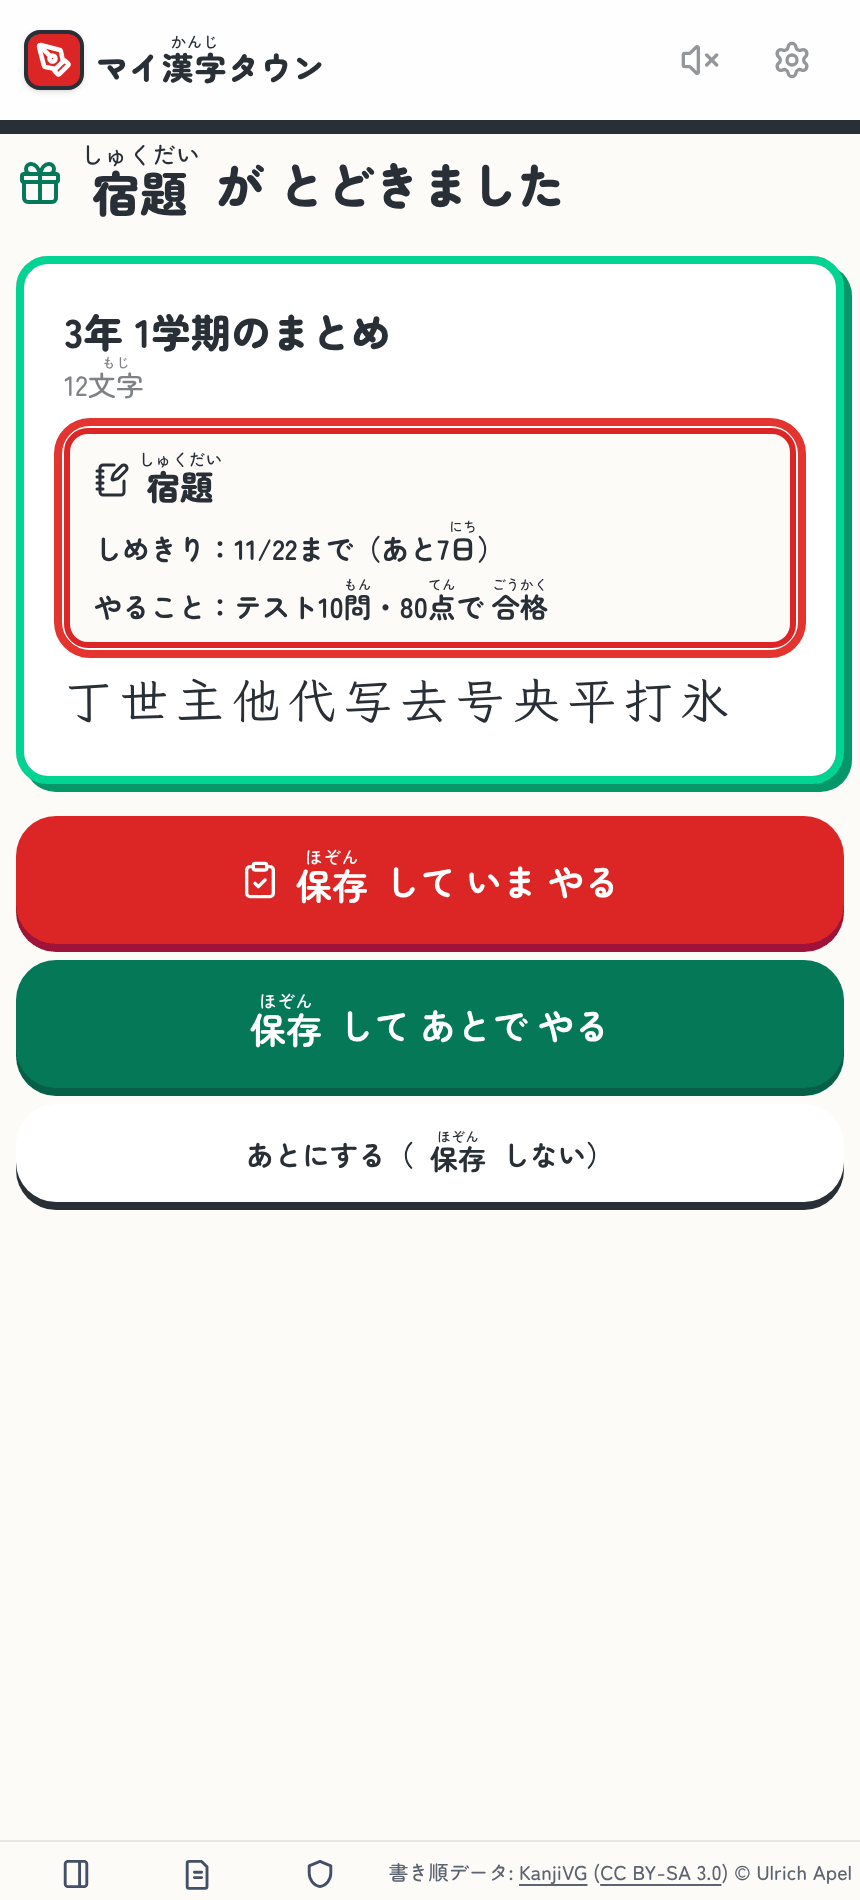 かんじ
マイ漢字タウン
しゅくだい
宿題 が とどきました
3年 1学期のまとめ
もじ
12文字
しゅくだい
宿題
にち
しめきり：11/22まで（あと7日）
もん てん ごうかく
やること：テスト10問・80点で 合格
丁世主他代写去号央平打氷
ほぞん
保存 して いま やる
ほぞん
保存 して あとで やる
ほぞん
あとにする（ 保存 しない）
書き順データ: KanjiVG (CC BY-SA 3.0) © Ulrich Apel